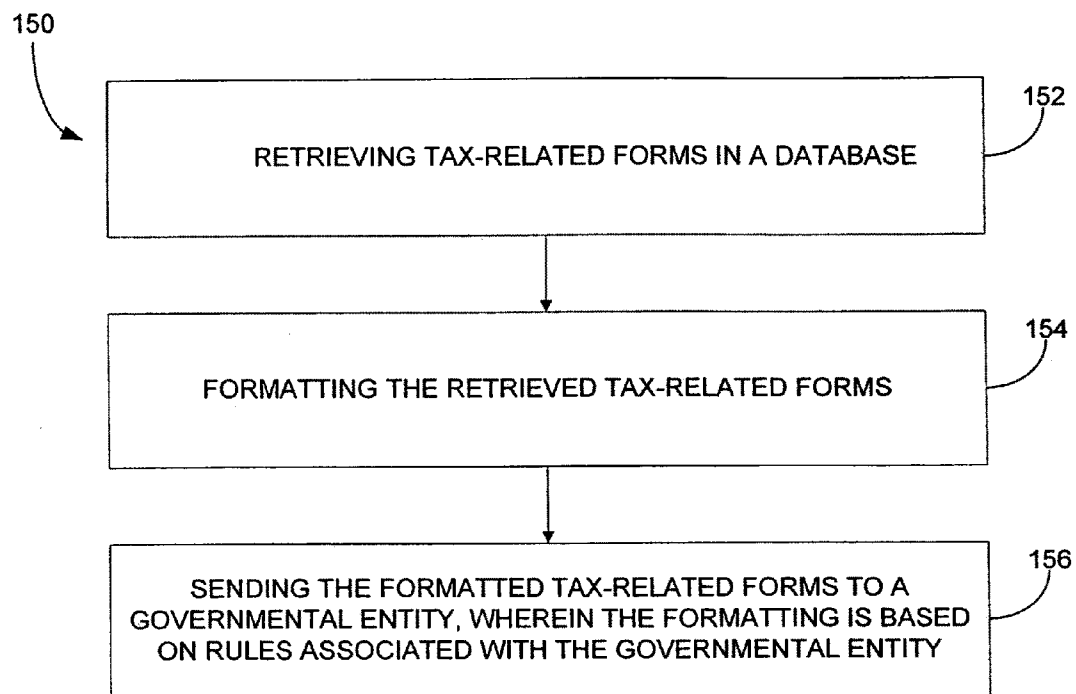 150
152
RETRIEVING TAX-RELATED FORMS IN A DATABASE
154
FORMATTING THE RETRIEVED TAX-RELATED FORMS
156
SENDING THE FORMATTED TAX-RELATED FORMS TO A
GOVERNMENTAL ENTITY, WHEREIN THE FORMATTING IS BASED
ON RULES ASSOCIATED WITH THE GOVERNMENTAL ENTITY